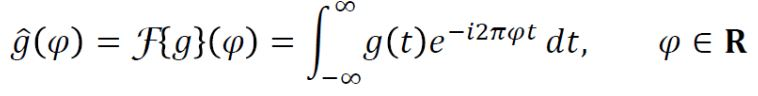 ĝ(φ) = ℱ{g}(φ) = ∫_{-∞}^{∞} g(t)e^{-i2πφt} dt,  φ ∈ 𝐑